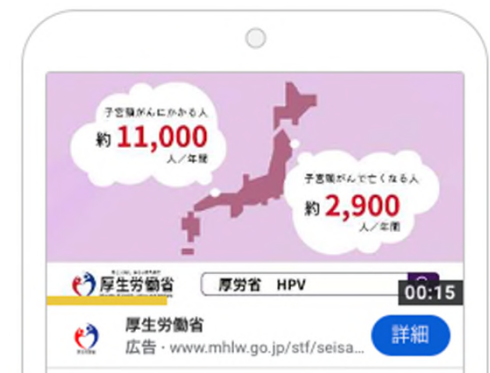 子宮頸がんにかかる人
約11,000
人／年間
子宮頸がんで亡くなる人
約2,900
人／年間
厚生労働省
厚労省 HPV
00:15
厚生労働省
広告・www.mhlw.go.jp/stf/seisa…
詳細